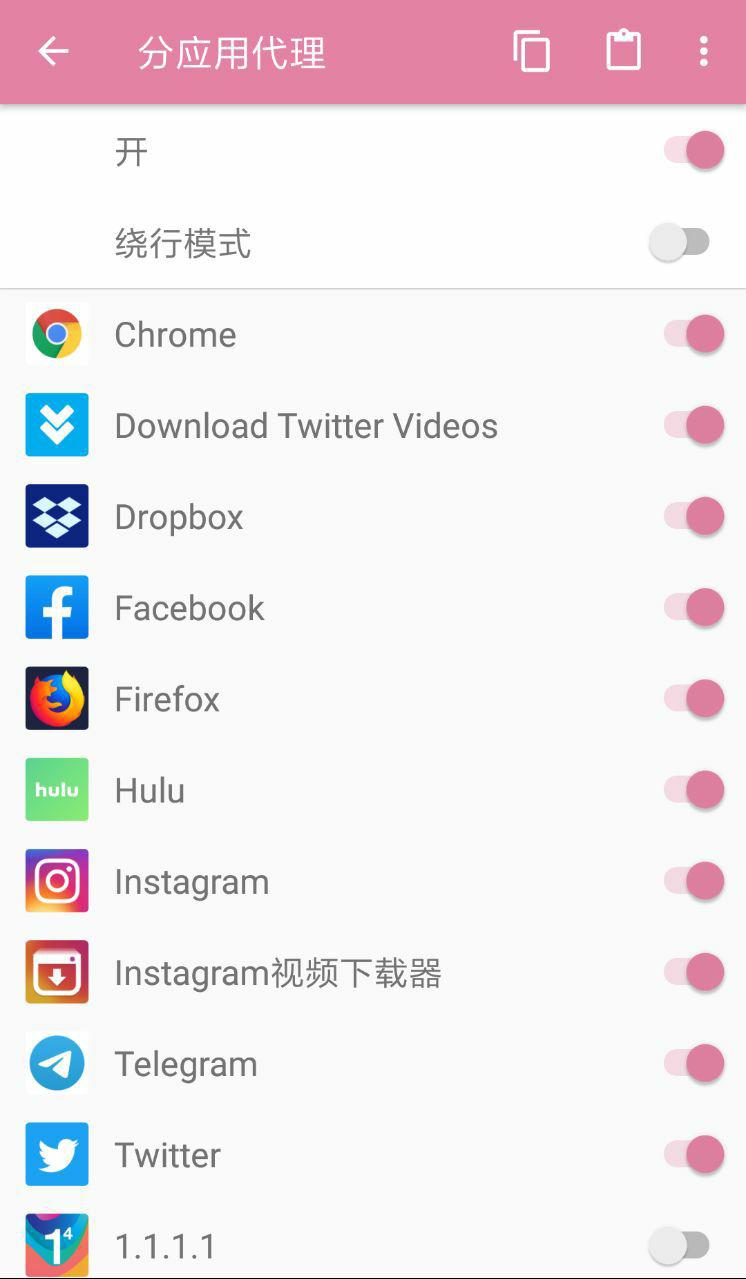 分应用代理
开
绕行模式
Chrome
Download Twitter Videos
Dropbox
Facebook
Firefox
hulu
Hulu
Instagram
Instagram视频下载器
Telegram
Twitter
1⁴
1.1.1.1